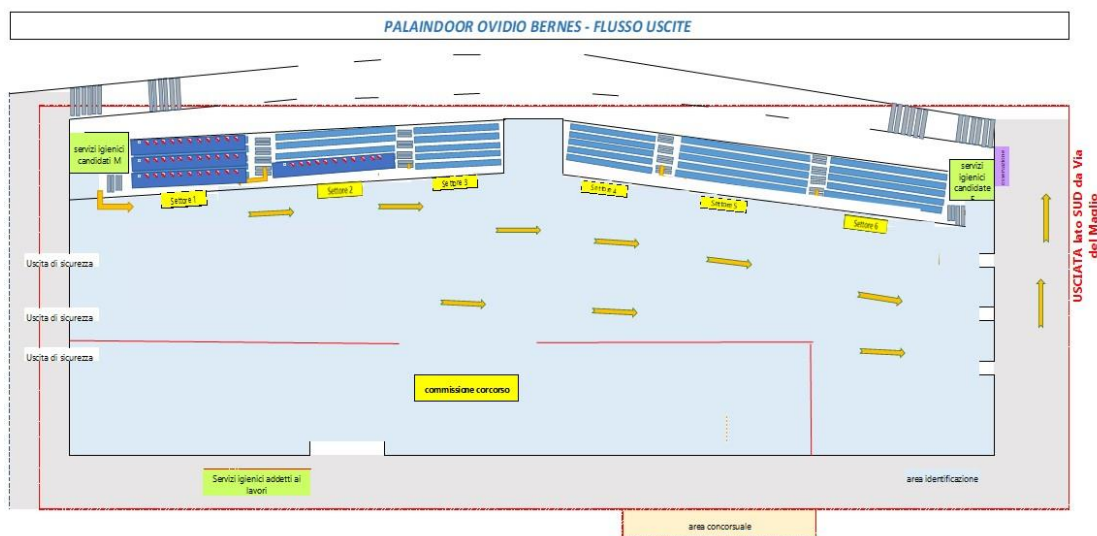 PALAINDOOR OVIDIO BERNES - FLUSSO USCITE
servizi igienici
candidati M
Settore 1
Settore 2
Settore 3
Settore 4
Settore 5
Settore 6
servizi
igienici
candidate
F
USCIATA lato SUD da Via
del Maglio
Uscita di sicurezza
Uscita di sicurezza
Uscita di sicurezza
commissione corcorso
Servizi igienici addetti ai
lavori
area identificazione
area concorsuale